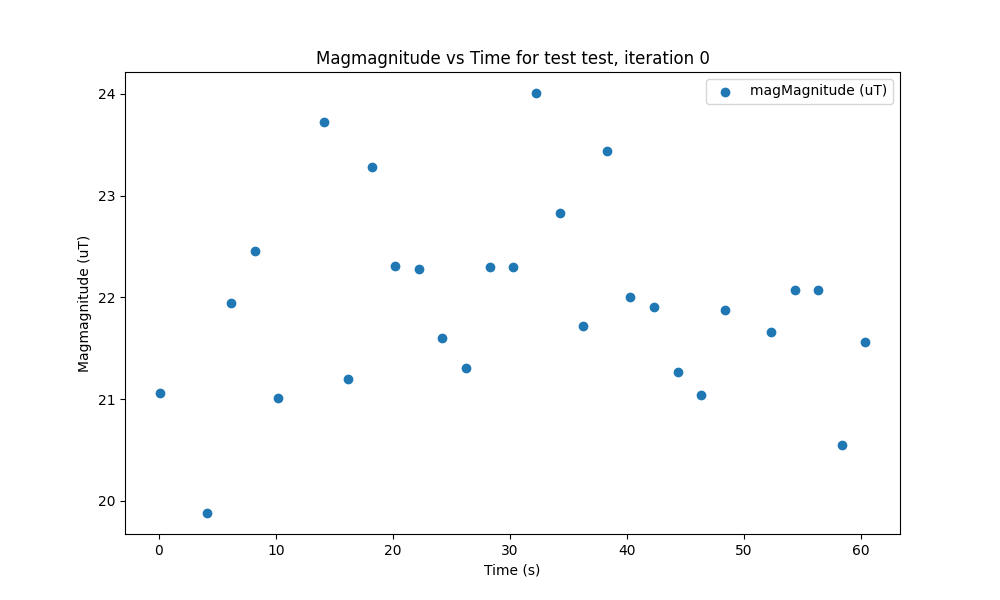 Magmagnitude vs Time for test test, iteration 0
magMagnitude (uT)
24
23
22
21
20
Magmagnitude (uT)
0 10 20 30 40 50 60
Time (s)